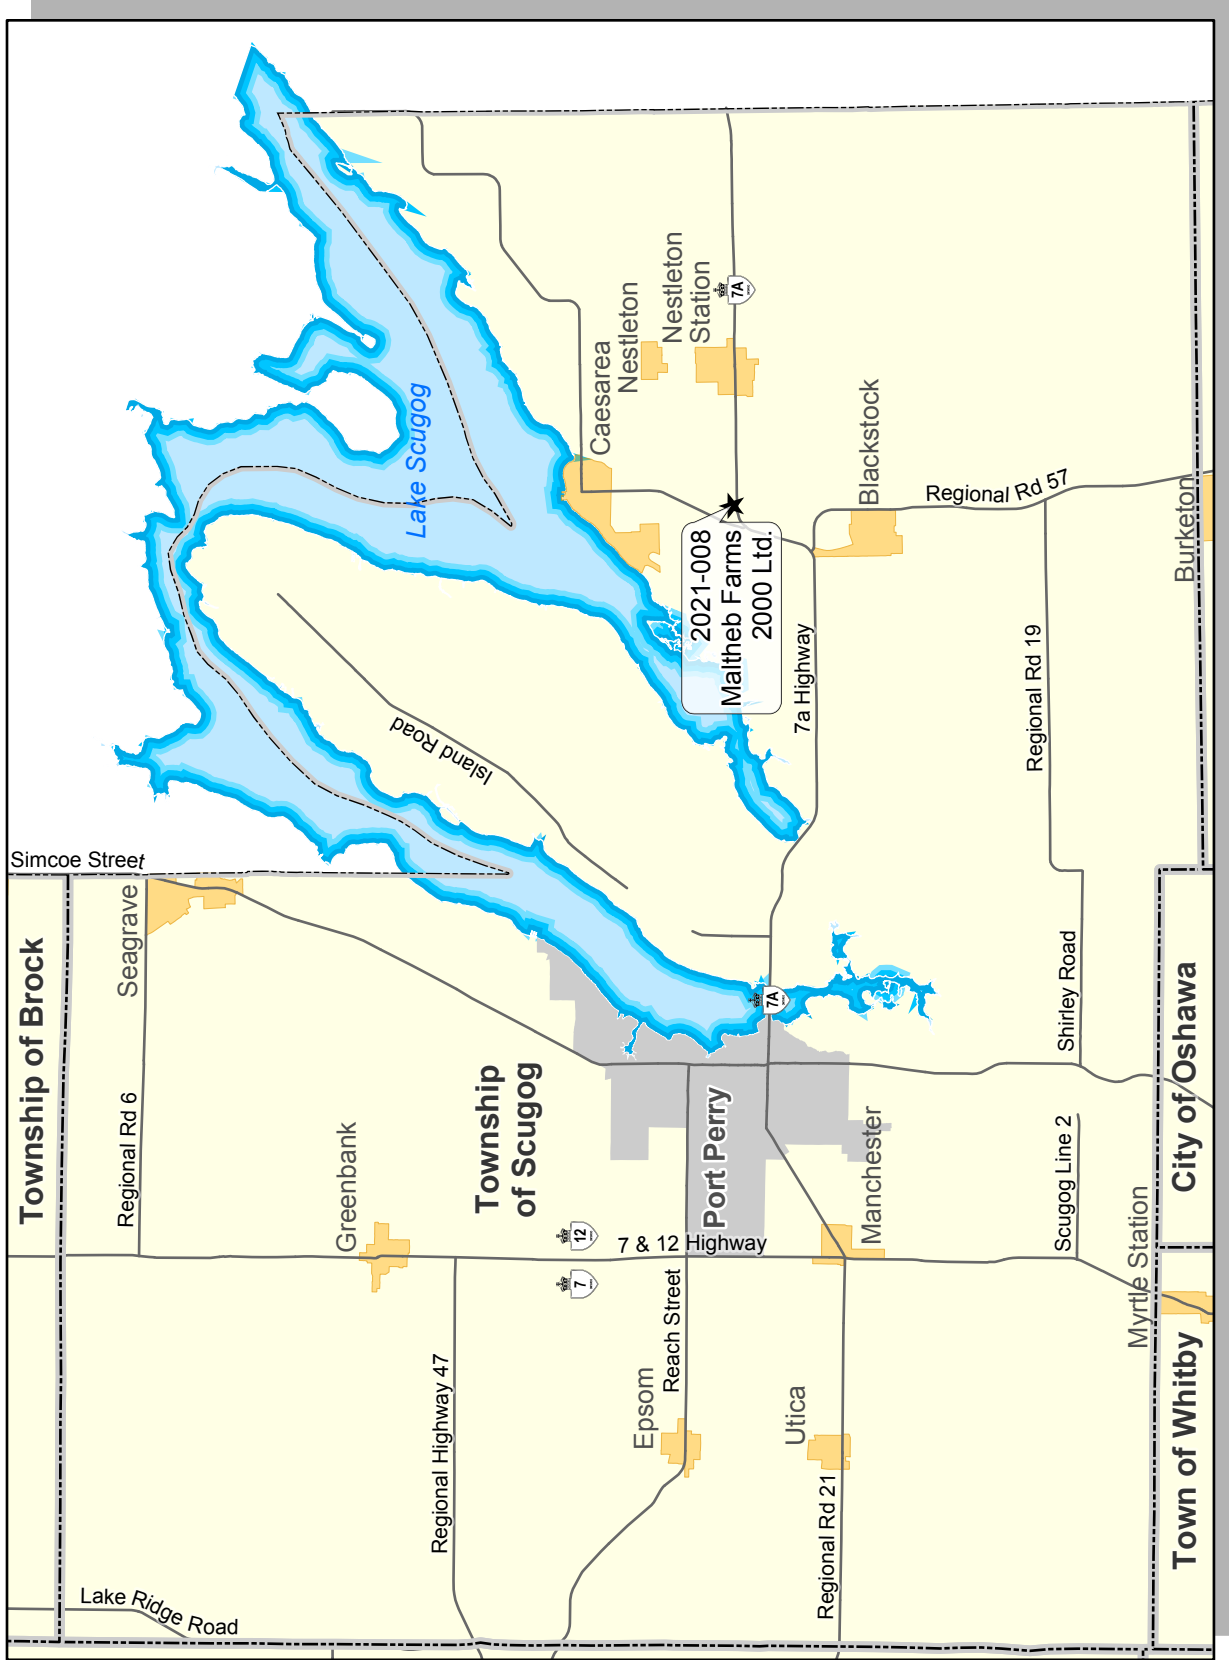 Lake Scugog
Caesarea
Nestleton
Nestleton
Station
7A
Blackstock
Regional Rd 57
Burketon
2021-008
Maltheb Farms
2000 Ltd.
7a Highway
Regional Rd 19
Island Road
Simcoe Street
Seagrave
Township of Brock
Regional Rd 6
Greenbank
Township
of Scugog
Port Perry
7A
Shirley Road
City of Oshawa
Scugog Line 2
Manchester
12
7
7 & 12 Highway
Reach Street
Myrtle Station
Epsom
Utica
Regional Highway 47
Regional Rd 21
Town of Whitby
Lake Ridge Road